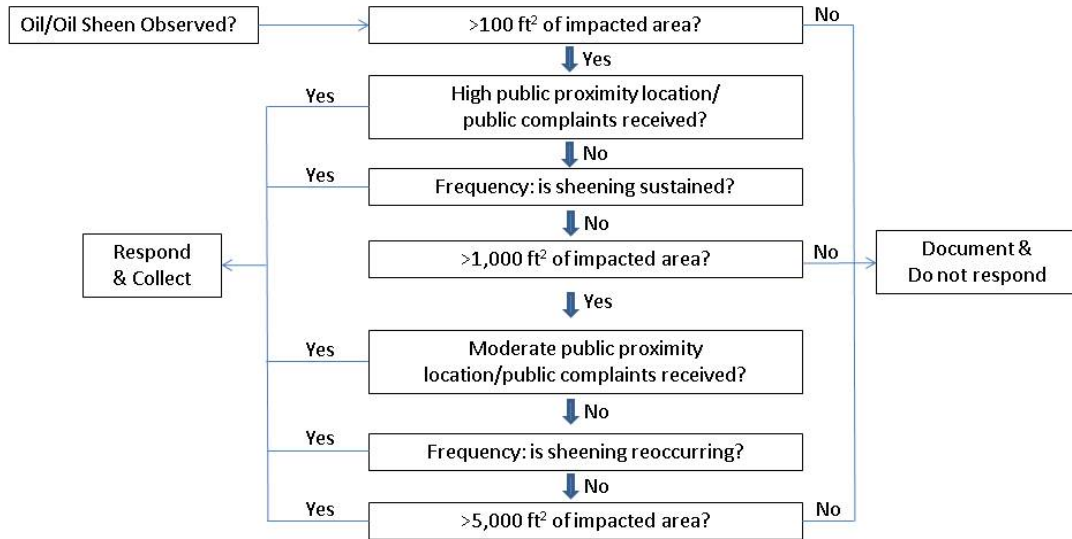 Oil/Oil Sheen Observed?
>100 ft² of impacted area?
No
Yes
Yes
High public proximity location/
public complaints received?
No
Yes
Frequency: is sheening sustained?
No
Respond
& Collect
>1,000 ft² of impacted area?
No
Document &
Do not respond
Yes
Yes
Moderate public proximity
location/public complaints received?
No
Yes
Frequency: is sheening reoccurring?
No
Yes
>5,000 ft² of impacted area?
No